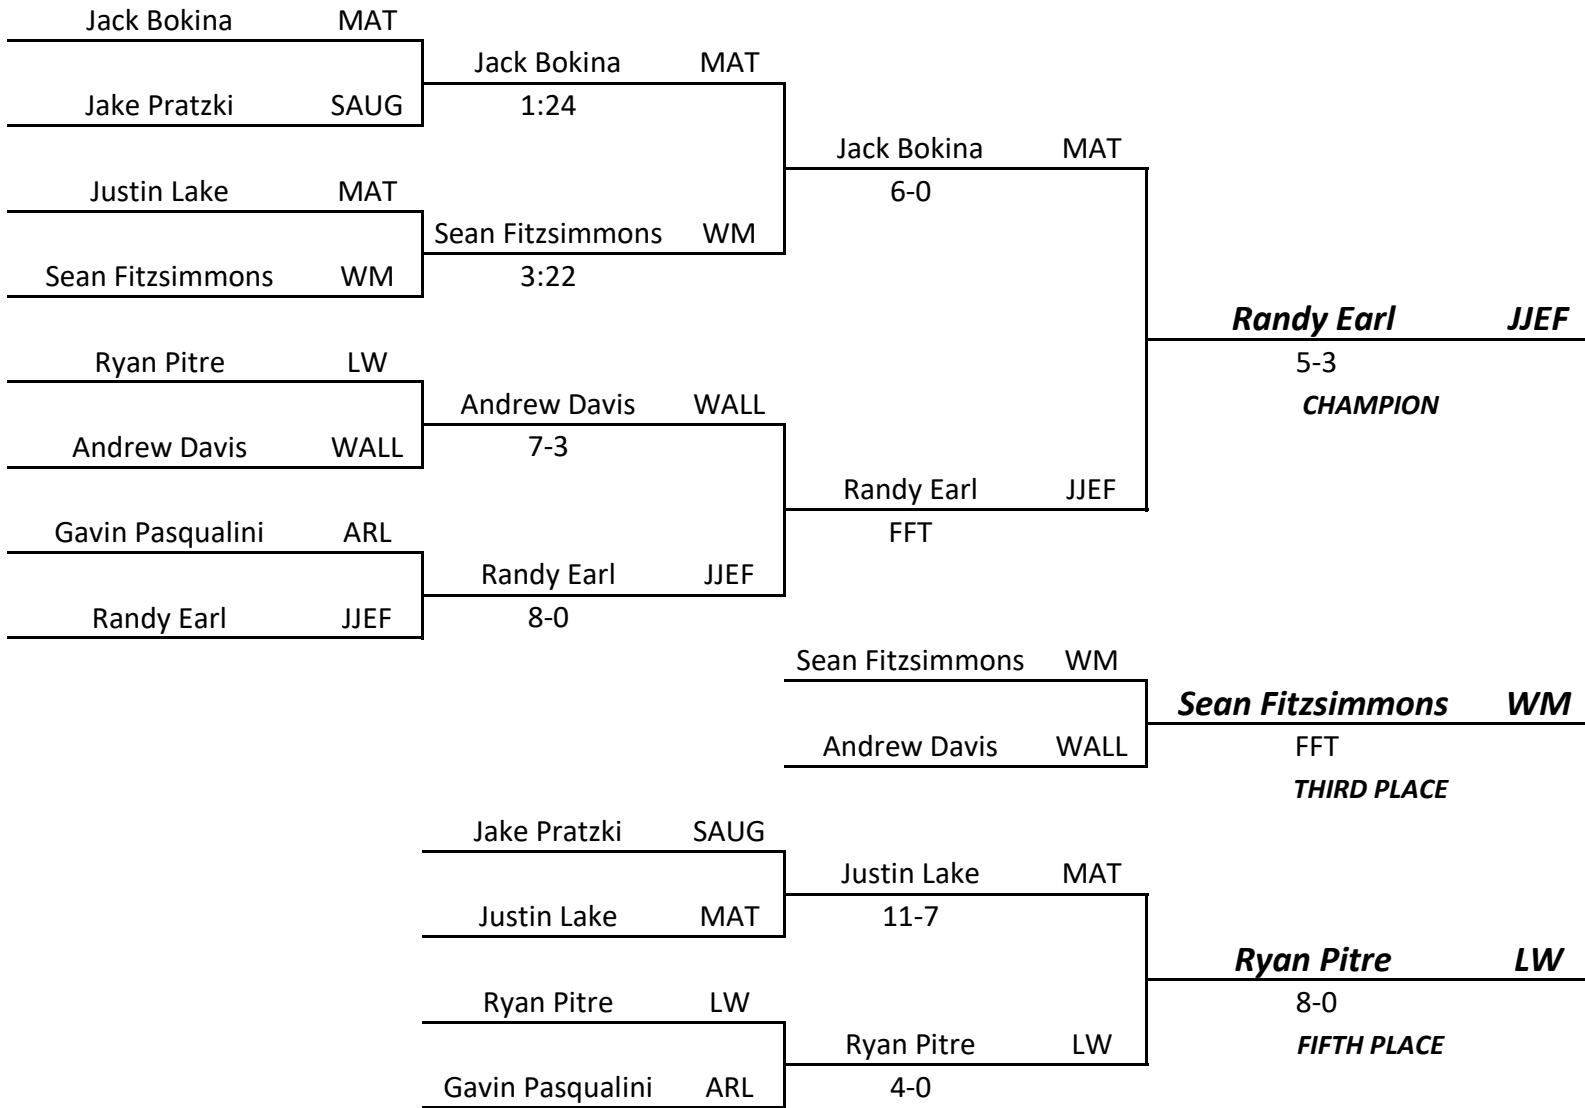 Jack Bokina MAT
Jack Bokina MAT
Jake Pratzki SAUG 1:24
Jack Bokina MAT
Justin Lake MAT 6-0
Sean Fitzsimmons WM
Sean Fitzsimmons WM 3:22
Randy Earl JJEF
Ryan Pitre LW 5-3
Andrew Davis WALL CHAMPION
Andrew Davis WALL 7-3
Randy Earl JJEF
Gavin Pasqualini ARL FFT
Randy Earl JJEF
Randy Earl JJEF 8-0
Sean Fitzsimmons WM
Sean Fitzsimmons WM
Andrew Davis WALL FFT
THIRD PLACE
Jake Pratzki SAUG
Justin Lake MAT
Justin Lake MAT 11-7
Ryan Pitre LW
Ryan Pitre LW 8-0
Ryan Pitre LW FIFTH PLACE
Gavin Pasqualini ARL 4-0